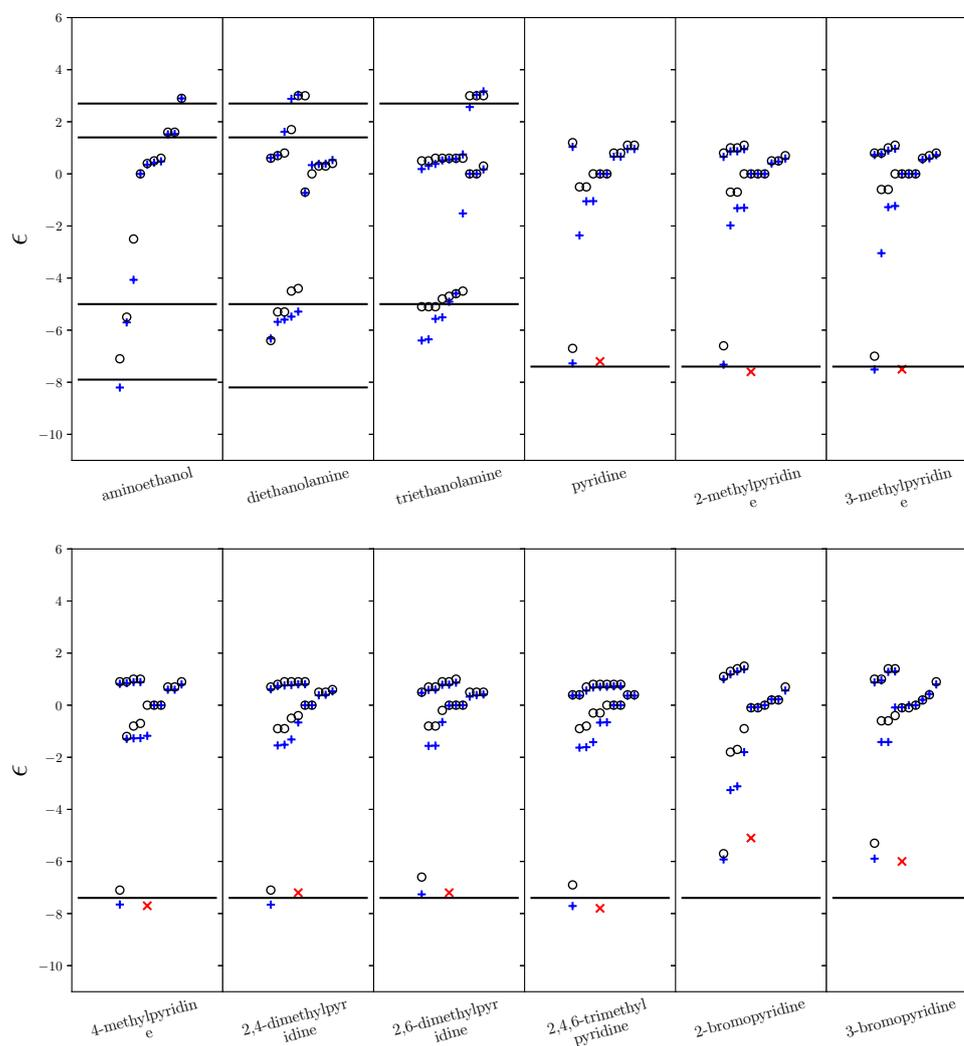 6
4
2
0
−2
−4
−6
−8
−10
ϵ
aminoethanol
diethanolamine
triethanolamine
pyridine
2-methylpyridin
e
3-methylpyridin
e
6
4
2
0
−2
−4
−6
−8
−10
ϵ
4-methylpyridin
e
2,4-dimethylpyr
idine
2,6-dimethylpyr
idine
2,4,6-trimethyl
pyridine
2-bromopyridine
3-bromopyridine